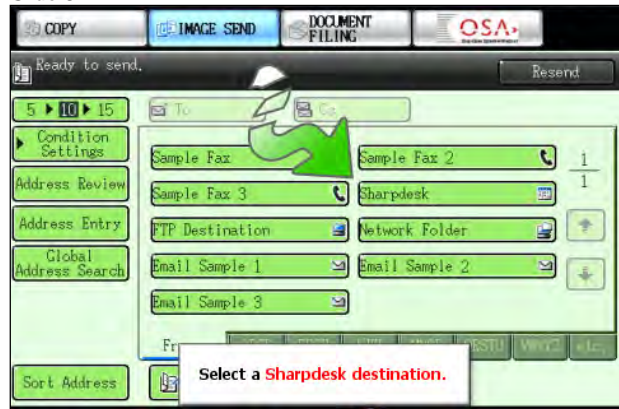 COPY
IMAGE SEND
DOCUMENT
FILING
OSA
Ready to send.
Resend
5 ▶ 10 ▶ 15
To
Cc
Condition
Settings
Sample Fax
Sample Fax 2
1
1
Address Review
Sample Fax 3
Sharpdesk
Address Entry
FTP Destination
Network Folder
Global
Address Search
Email Sample 1
Email Sample 2
Email Sample 3
etc.
Sort Address
Select a Sharpdesk destination.